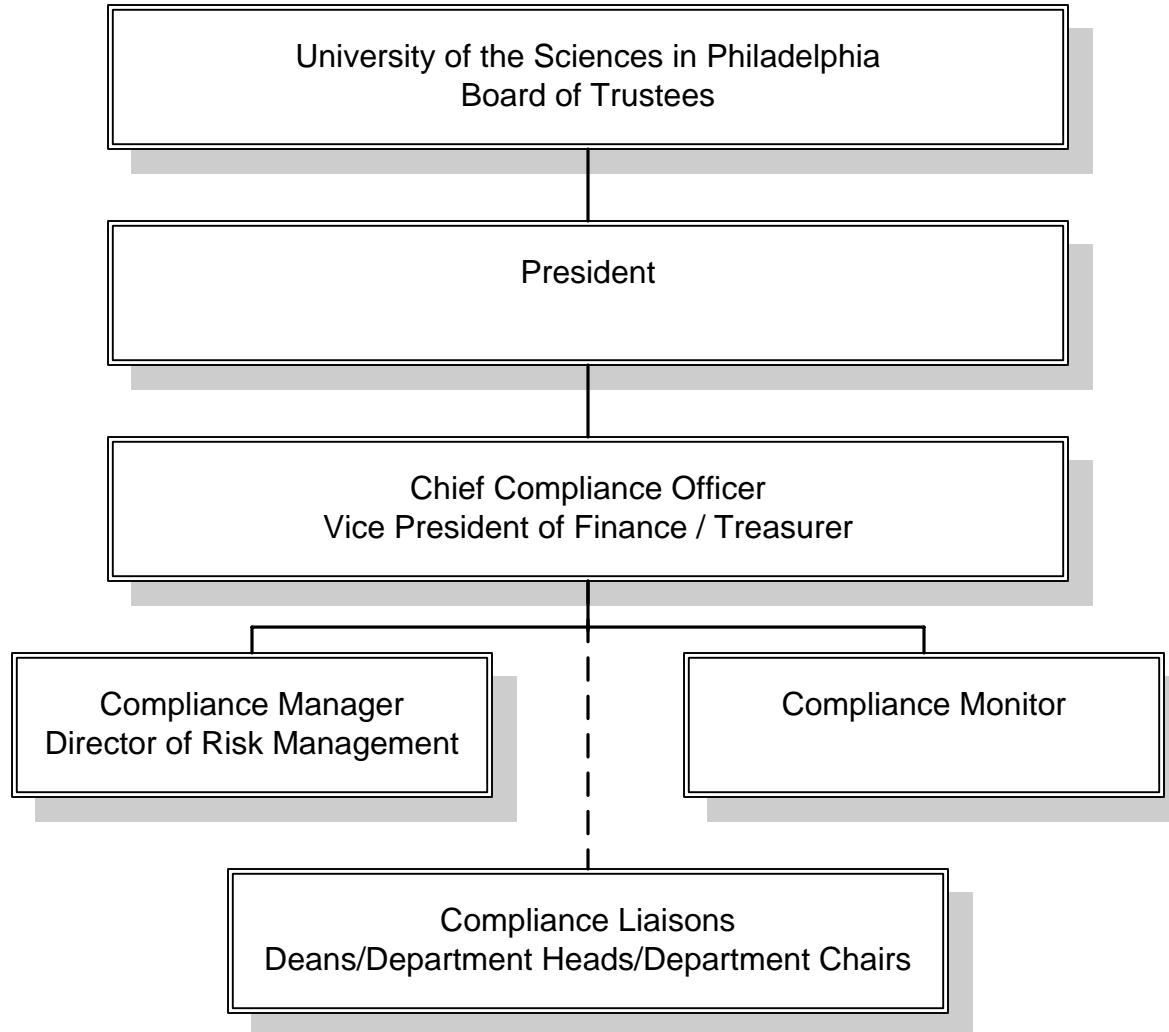 University of the Sciences in Philadelphia
Board of Trustees
President
Chief Compliance Officer
Vice President of Finance / Treasurer
Compliance Manager
Director of Risk Management
Compliance Monitor
Compliance Liaisons
Deans/Department Heads/Department Chairs